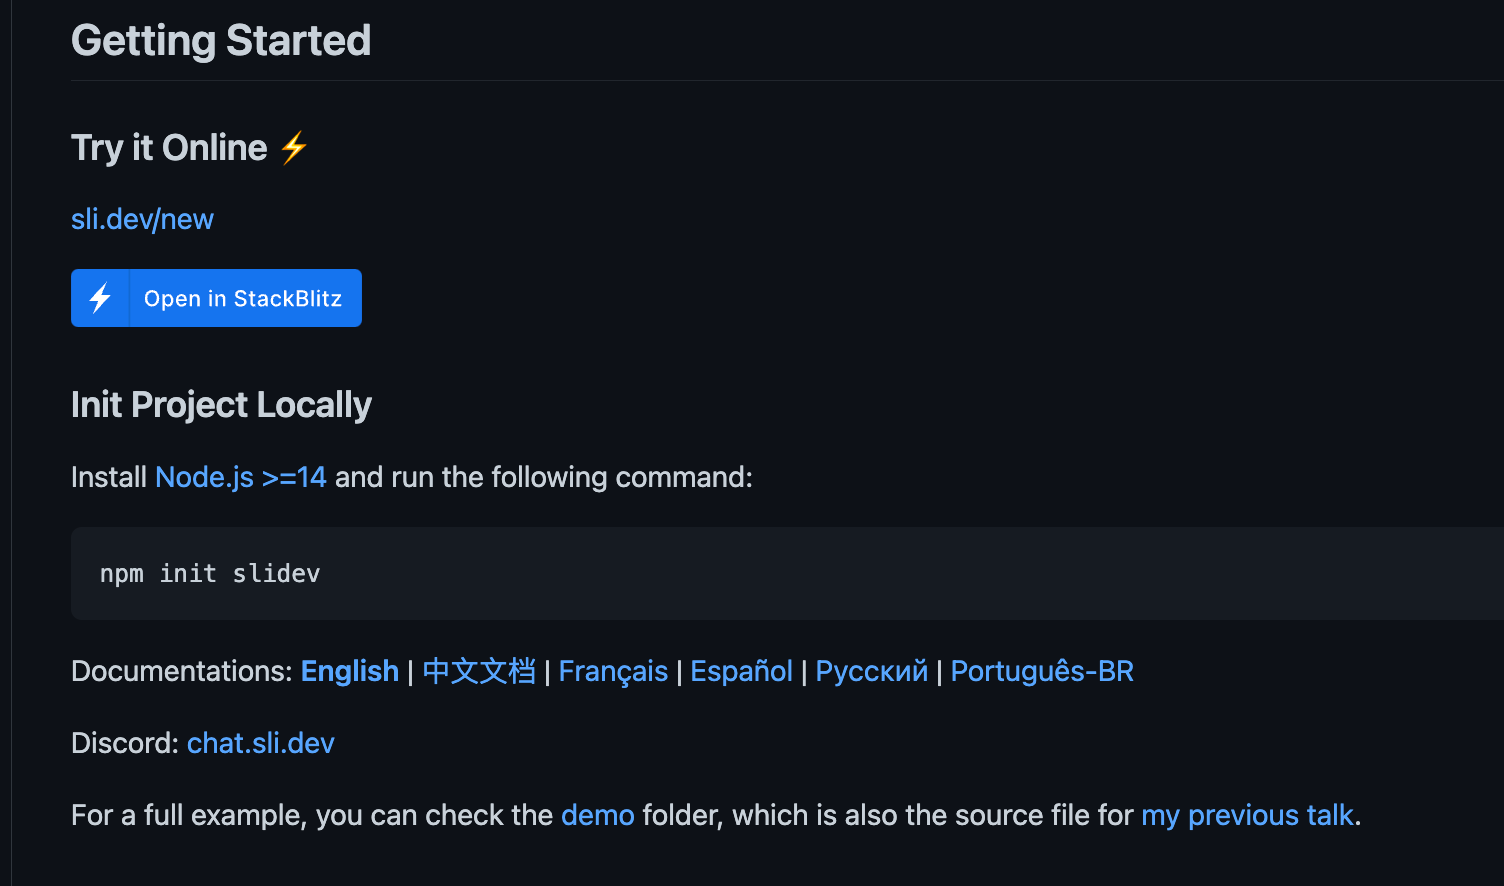 Getting Started
Try it Online ⚡
sli.dev/new
Open in StackBlitz
Init Project Locally
Install Node.js >=14 and run the following command:
npm init slidev
Documentations: English | 中文文档 | Français | Español | Русский | Português-BR
Discord: chat.sli.dev
For a full example, you can check the demo folder, which is also the source file for my previous talk.